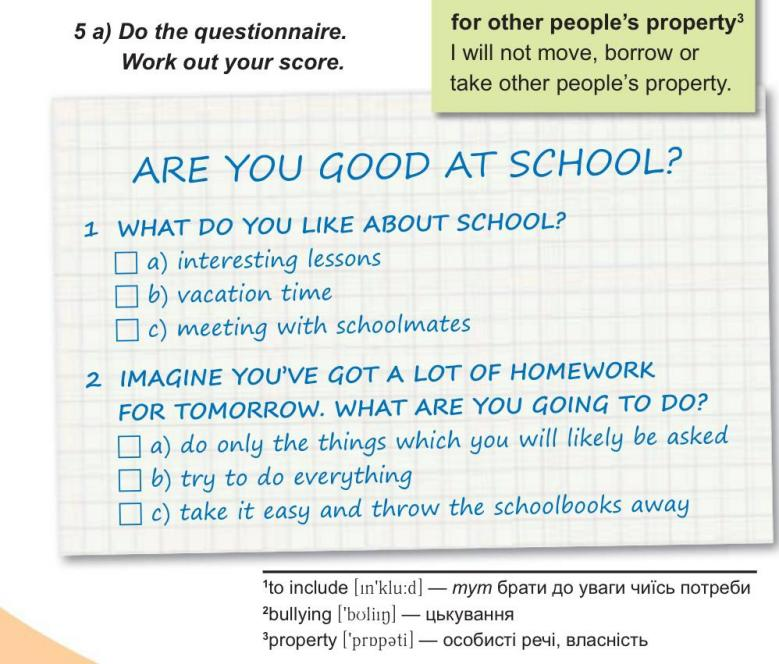 5 a) Do the questionnaire.
Work out your score.
for other people's property³
I will not move, borrow or
take other people's property.
ARE YOU GOOD AT SCHOOL?
1 WHAT DO YOU LIKE ABOUT SCHOOL?
☐ a) interesting lessons
☐ b) vacation time
☐ c) meeting with schoolmates
2 IMAGINE YOU'VE GOT A LOT OF HOMEWORK
FOR TOMORROW. WHAT ARE YOU GOING TO DO?
☐ a) do only the things which you will likely be asked
☐ b) try to do everything
☐ c) take it easy and throw the schoolbooks away
¹to include [ɪn'klu:d] — тут брати до уваги чиїсь потреби
²bullying ['bʊliɪŋ] — цькування
³property ['prɒpəti] — особисті речі, власність